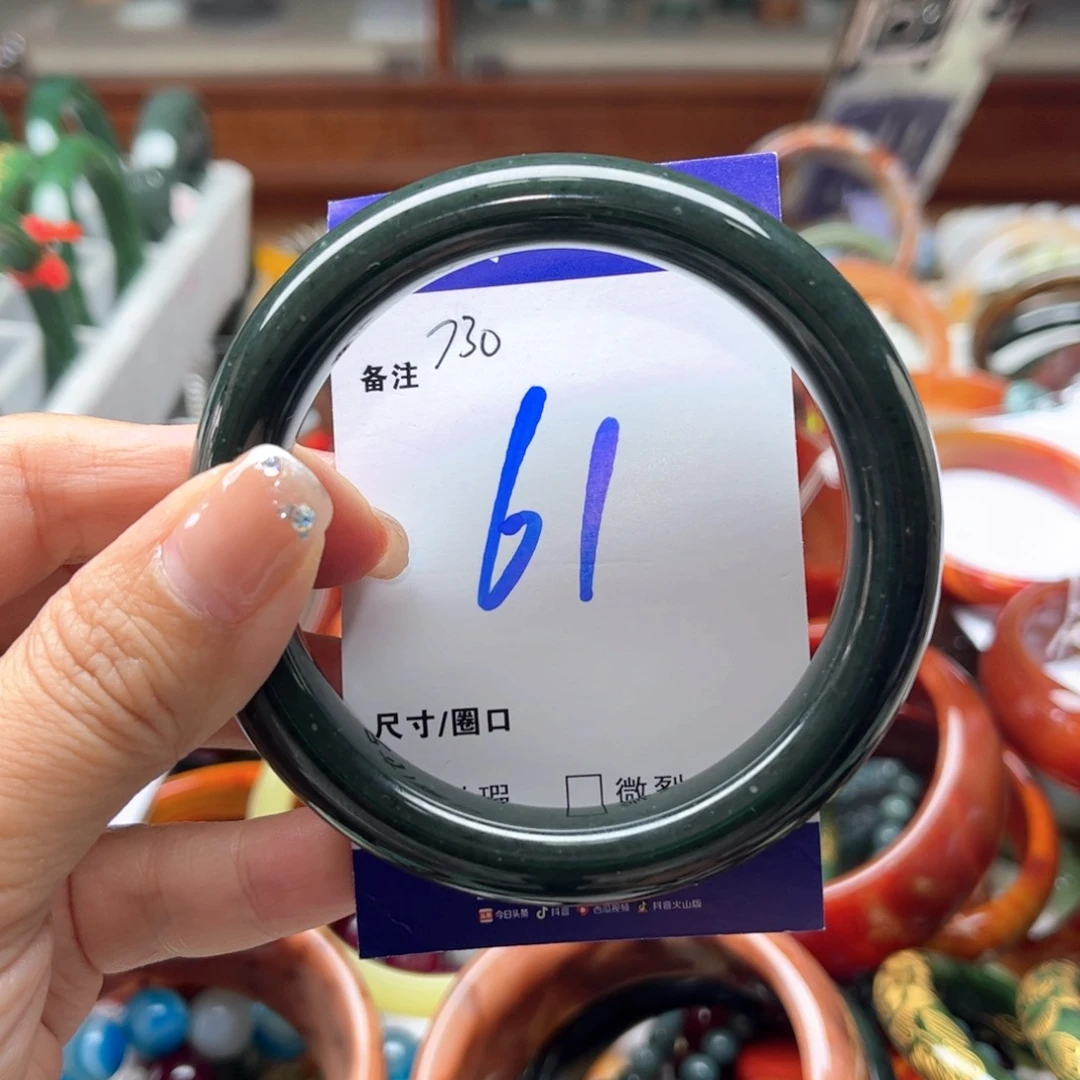 730
备注
61
尺寸/圈口
瑕 微裂
今日头条 抖音 西瓜视频 抖音火山版